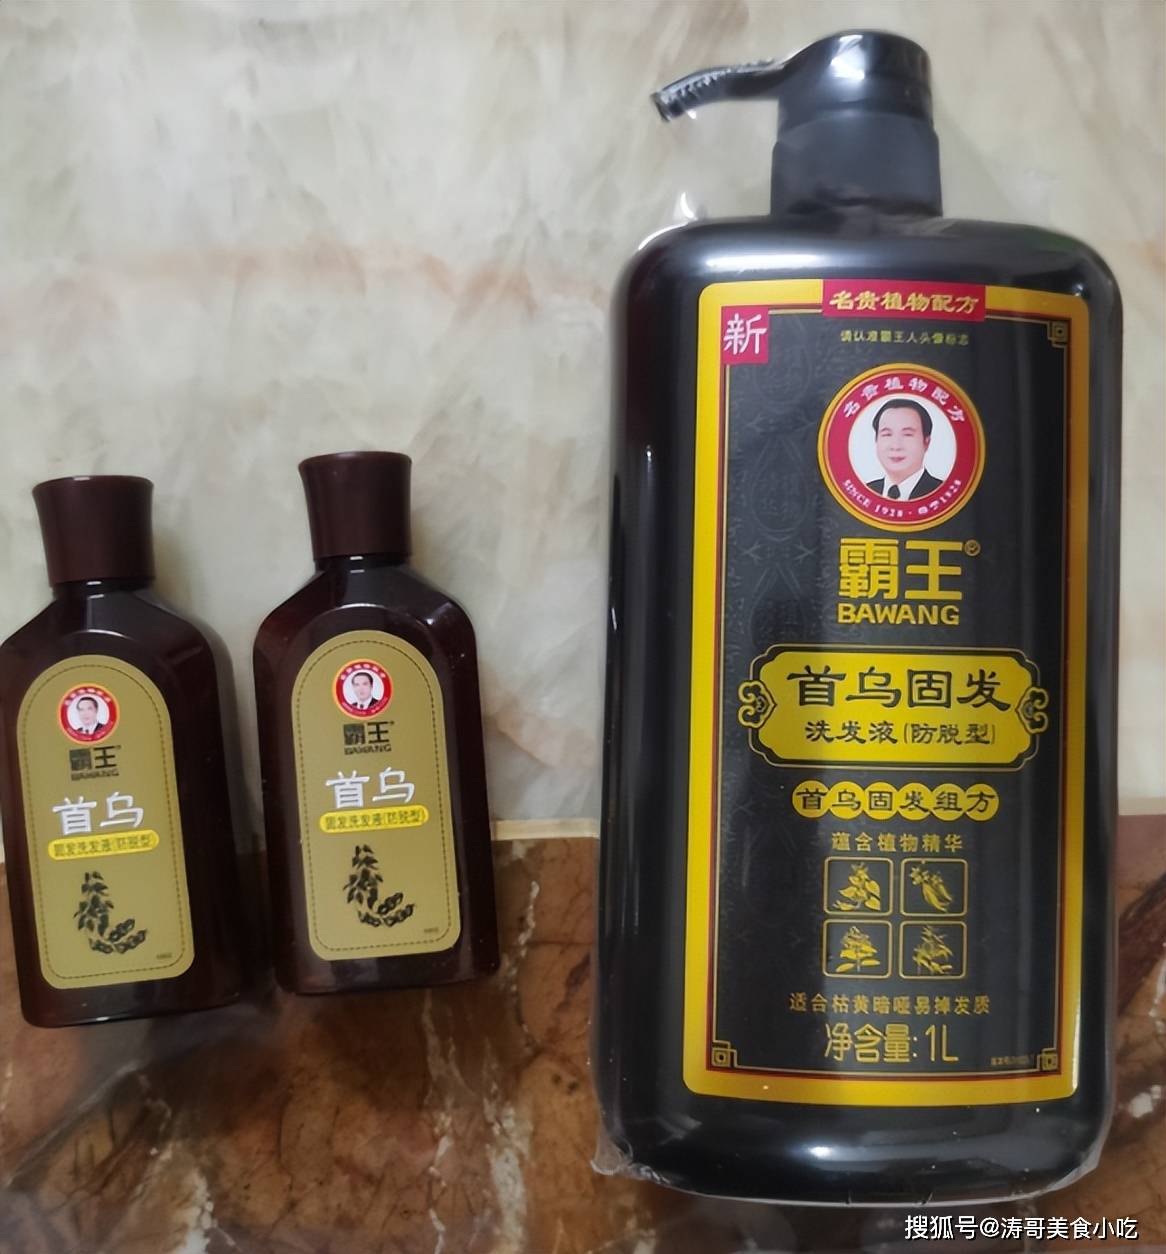 霸王®
BAWANG
首乌
固发洗发液(防脱型)
霸王®
BAWANG
首乌
固发洗发液(防脱型)
名贵植物配方
新
请认准霸王人头像标志
名贵植物配方
SINCE 1928·
霸王®
BAWANG
首乌固发
洗发液(防脱型)
首乌固发组方
蕴含植物精华
适合枯黄暗哑易掉发质
净含量:1L
搜狐号@涛哥美食小吃